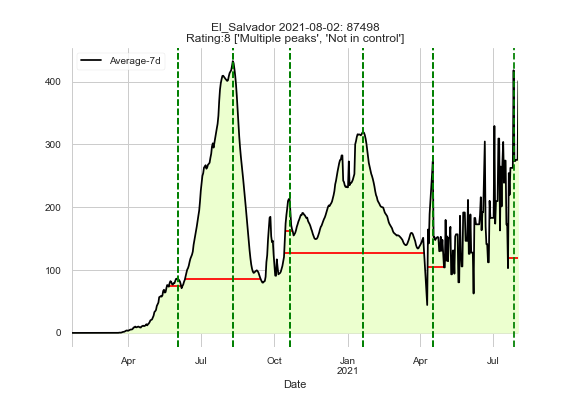 El_Salvador 2021-08-02: 87498
Rating:8 ['Multiple peaks', 'Not in control']
Average-7d
400
300
200
100
0
Apr
Jul
Oct
Jan
2021
Apr
Jul
Date